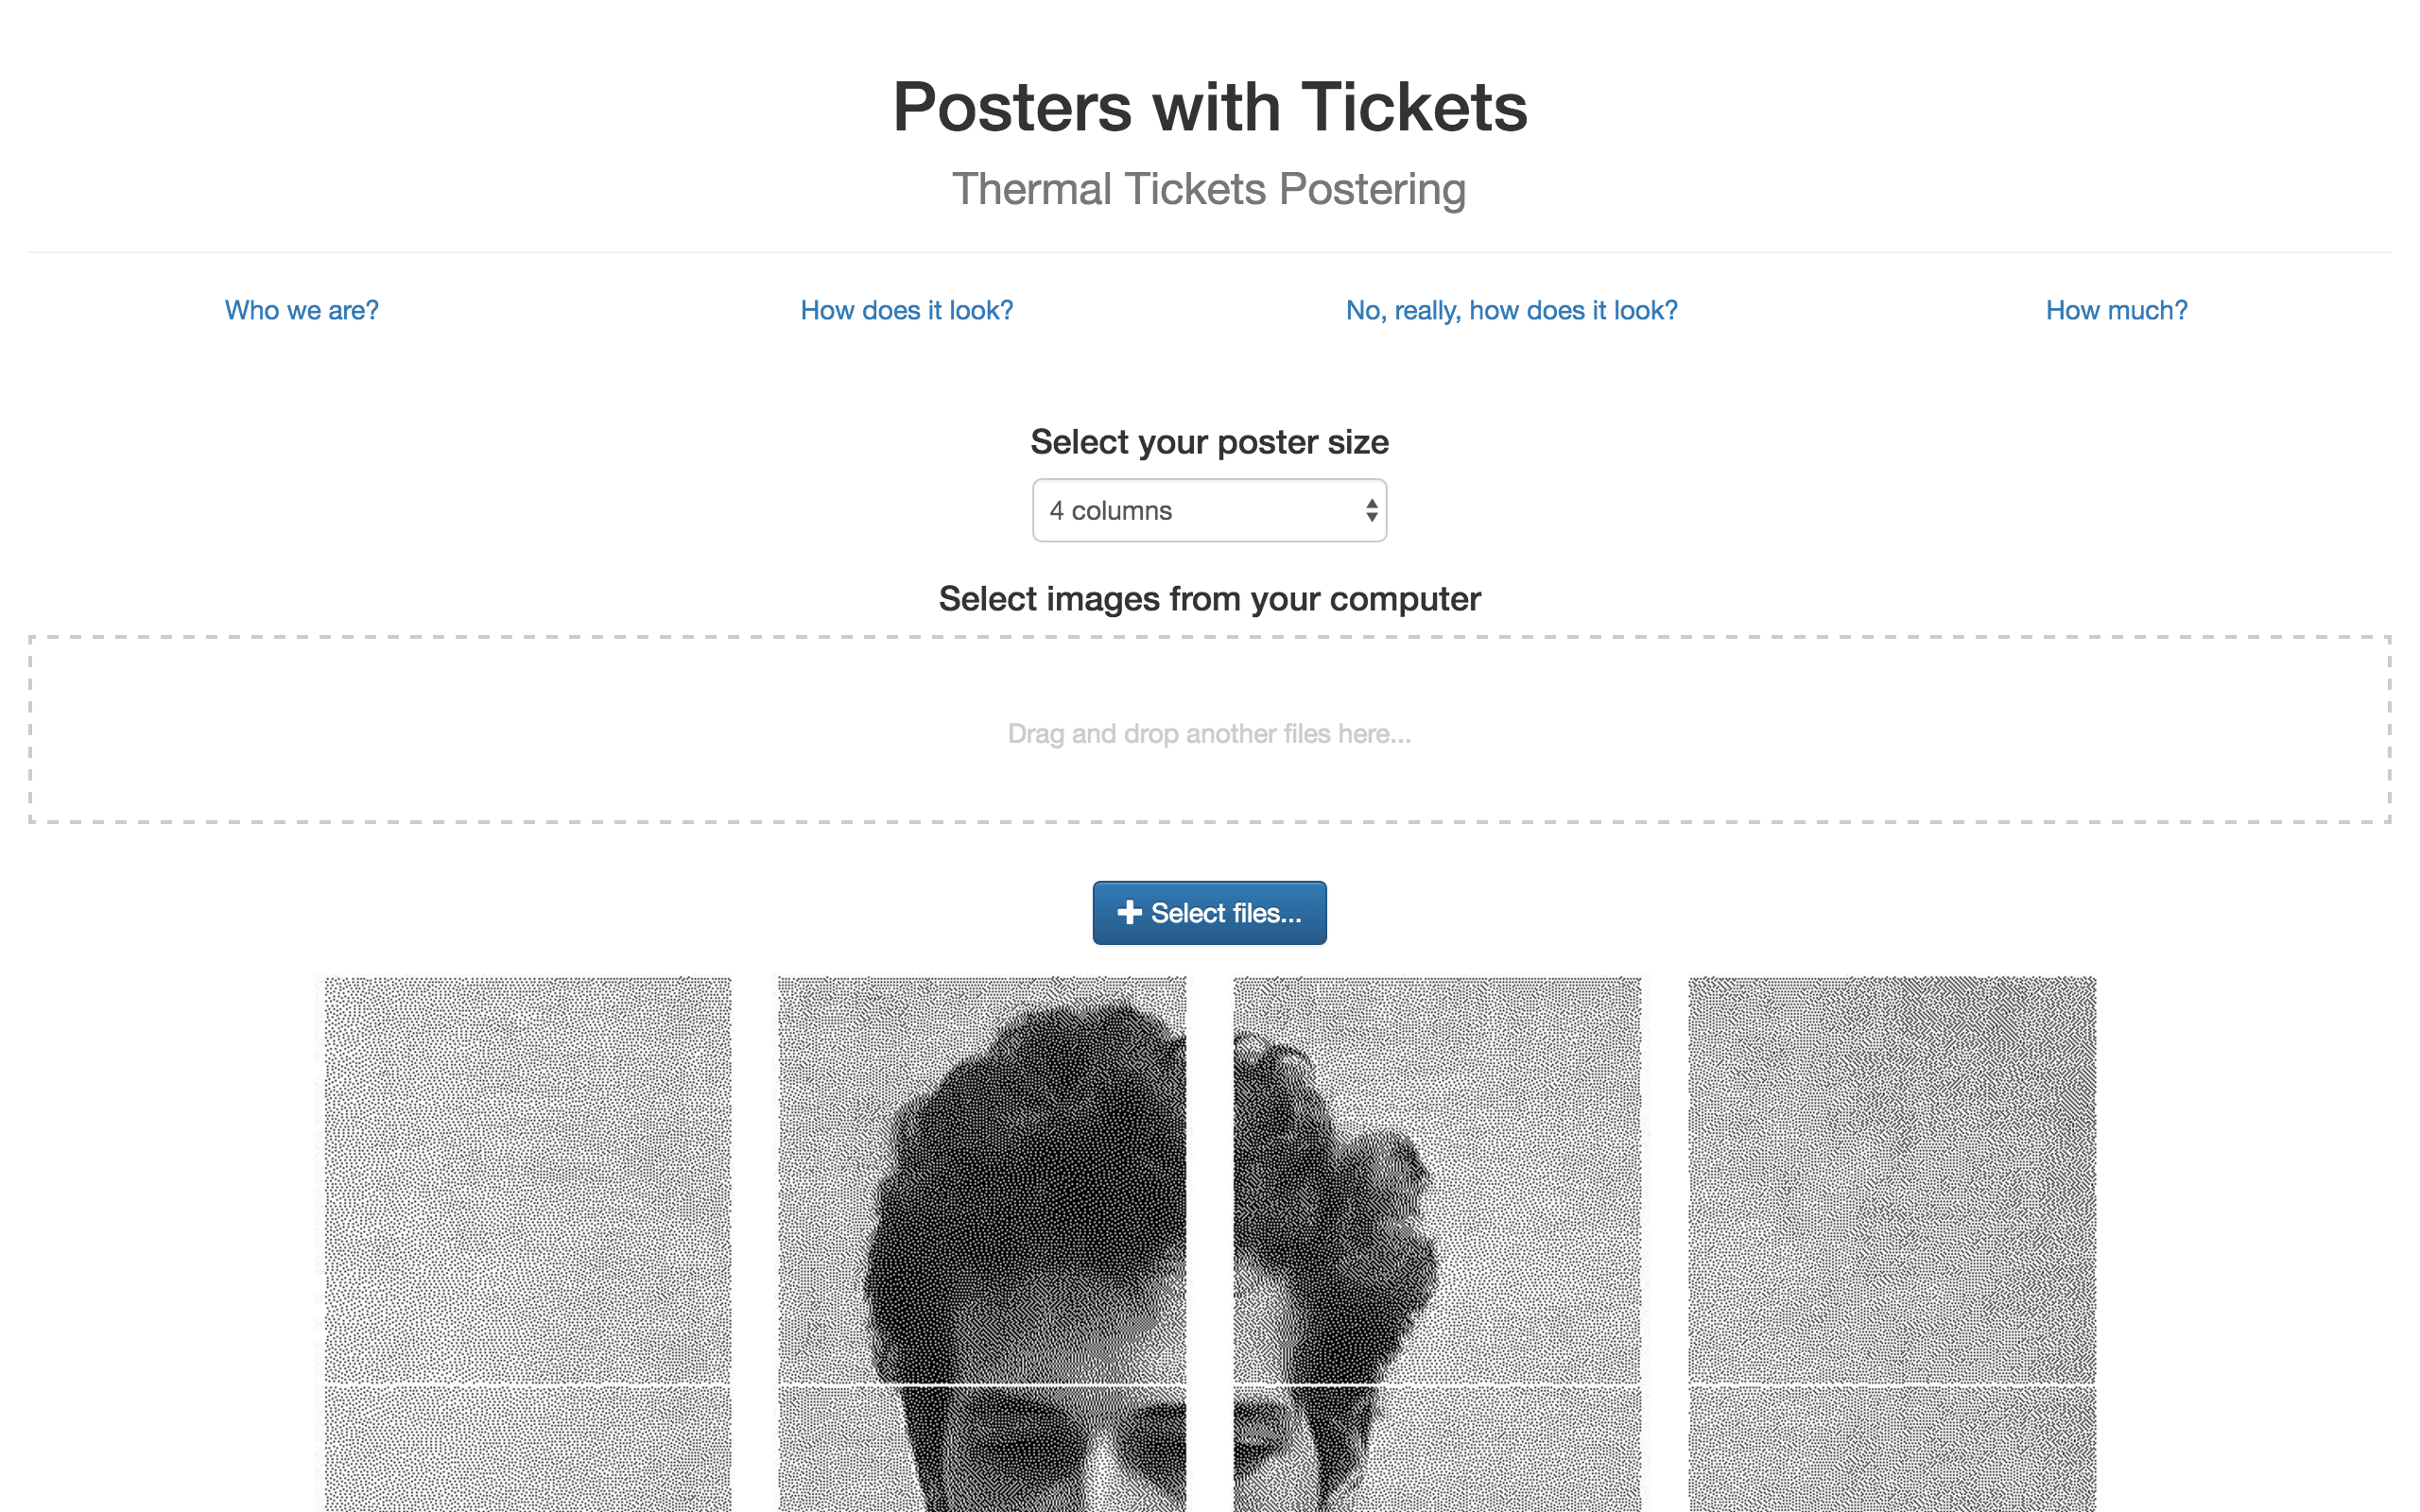 Posters with Tickets
Thermal Tickets Postering
Who we are?
How does it look?
No, really, how does it look?
How much?
Select your poster size
4 columns
Select images from your computer
Drag and drop another files here...
Select files...